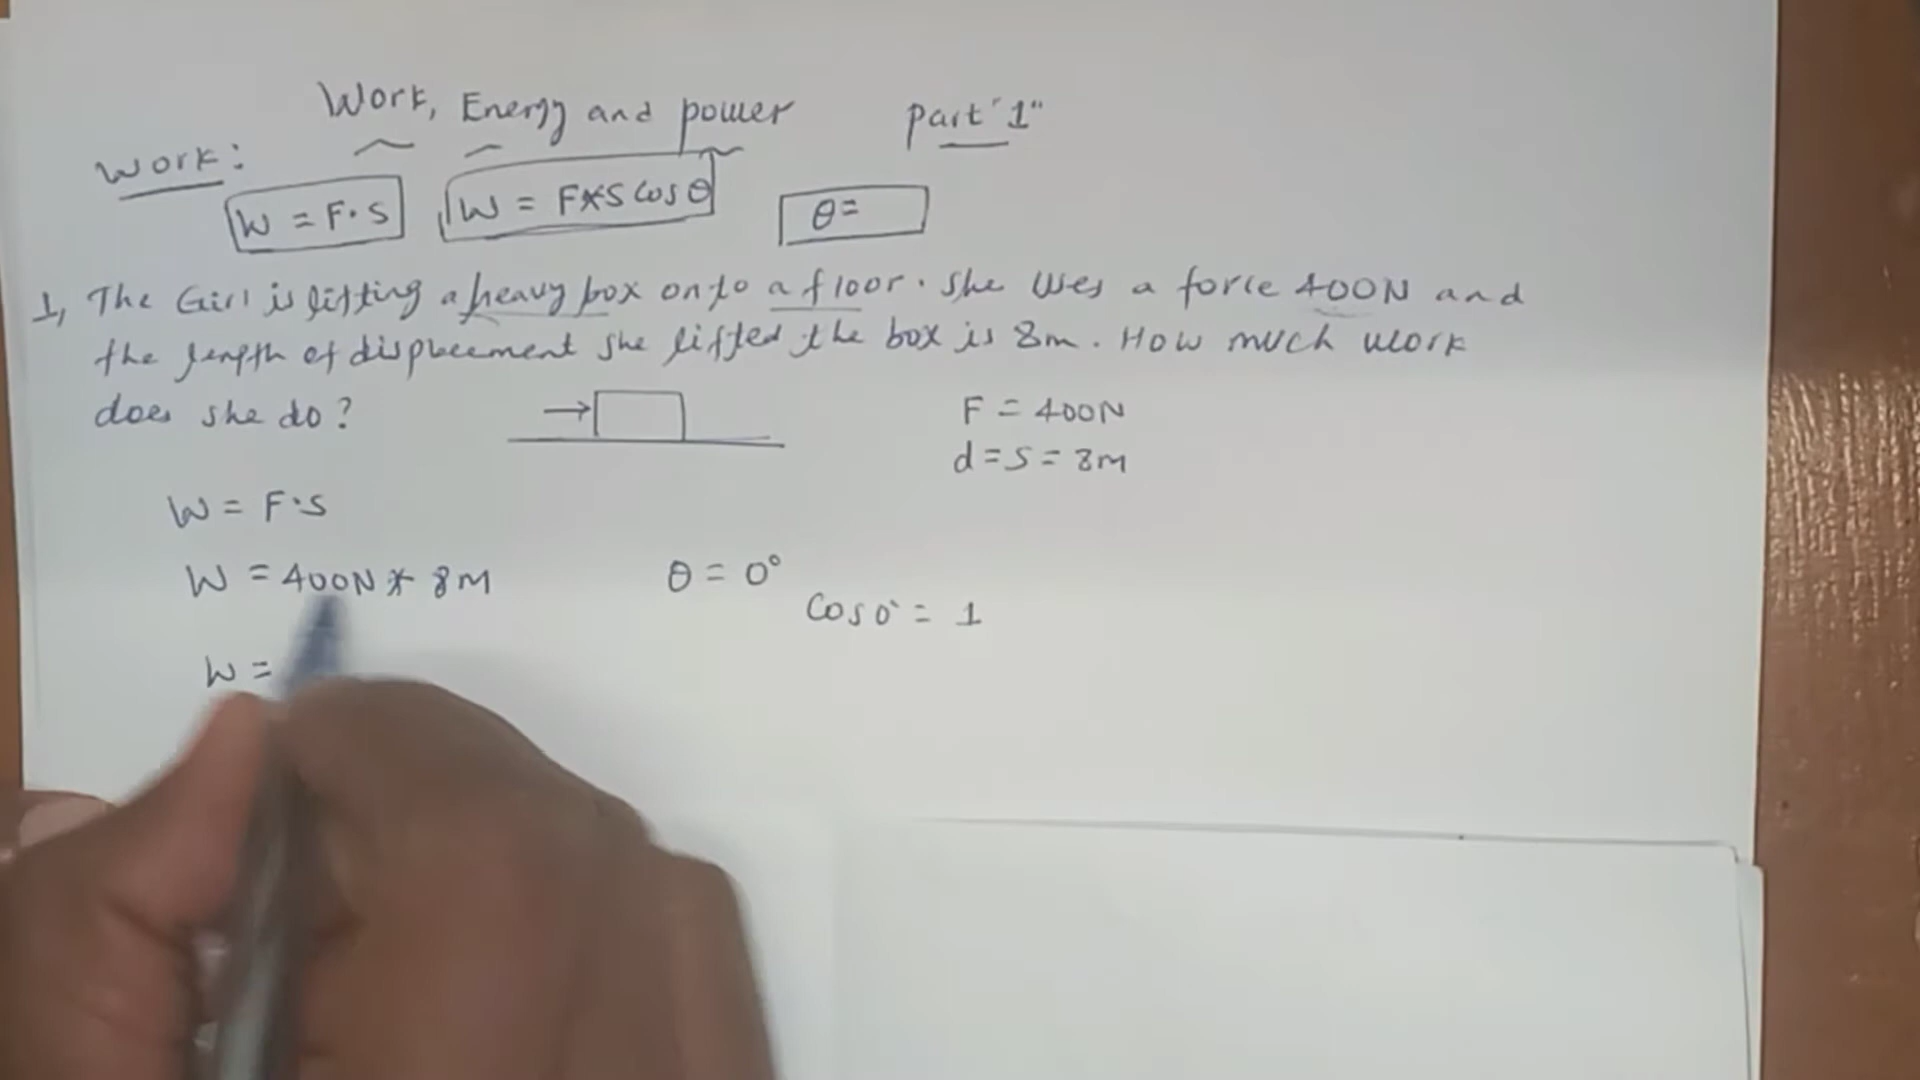 Work, Energy and power Part "1"
Work:
W = F·S W = F*S Cos θ θ =
1, The Girl is lifting a heavy box onto a floor. She Uses a force 400N and
the length of displacement she lifted the box is 8m. How much work
does she do?
F = 400N
d = S = 8M
W = F·S
W = 400N * 8M θ = 0°
Cos 0° = 1
W =